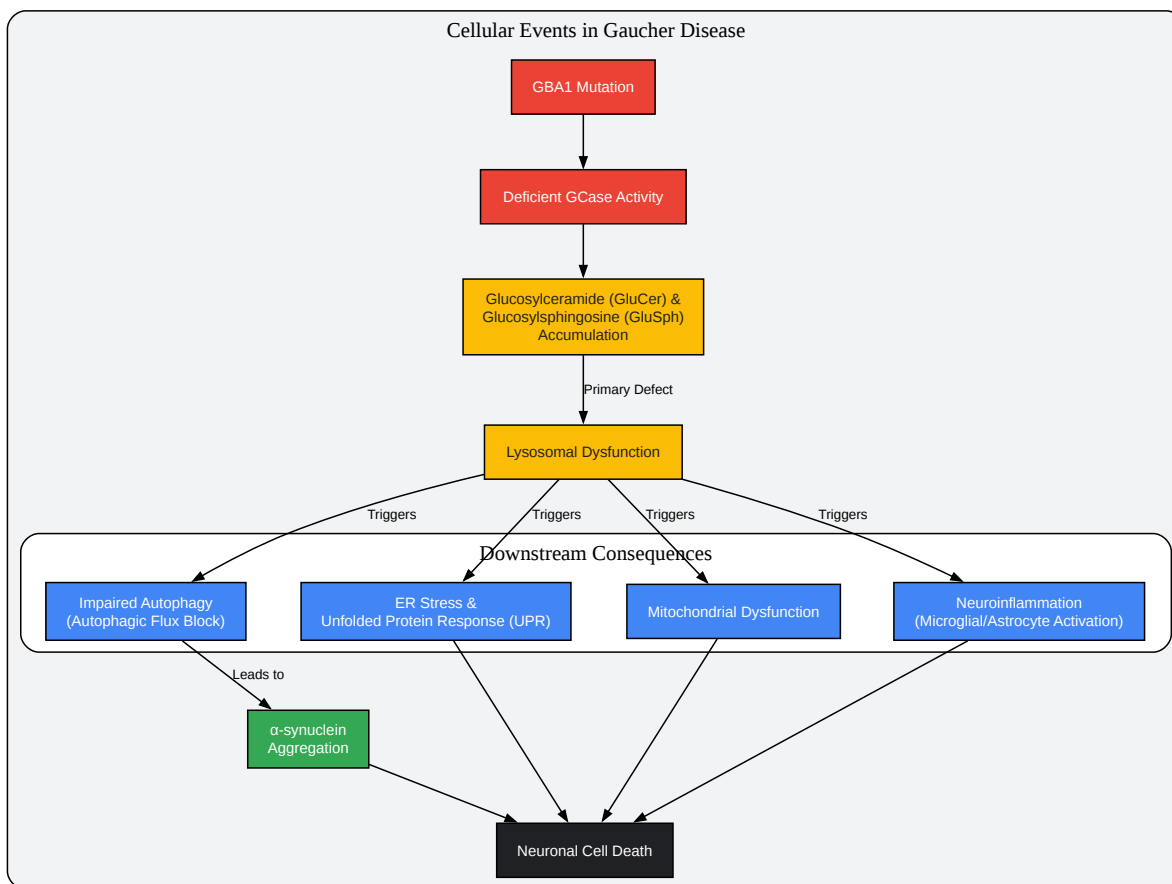 Cellular Events in Gaucher Disease
GBA1 Mutation
Deficient GCase Activity
Glucosylceramide (GluCer) &
Glucosylsphingosine (GluSph)
Accumulation
Primary Defect
Lysosomal Dysfunction
Triggers
Triggers
Triggers
Triggers
Downstream Consequences
Impaired Autophagy
(Autophagic Flux Block)
ER Stress &
Unfolded Protein Response (UPR)
Mitochondrial Dysfunction
Neuroinflammation
(Microglial/Astrocyte Activation)
Leads to
α-synuclein
Aggregation
Neuronal Cell Death